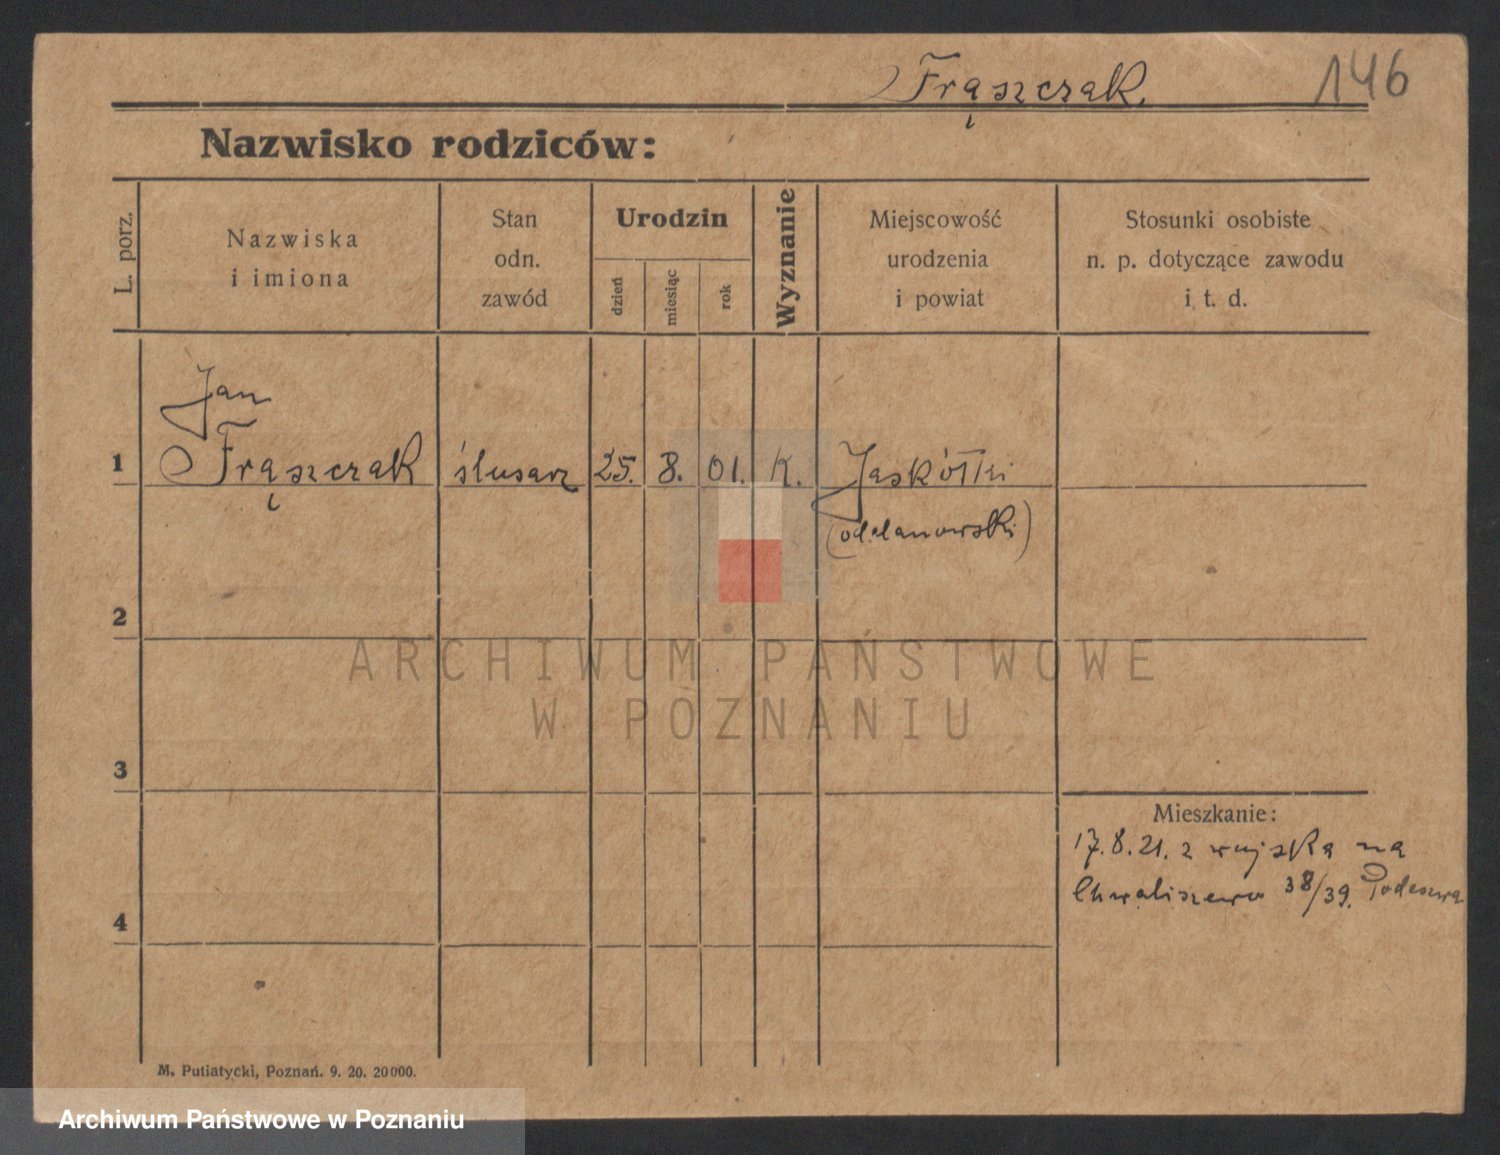 Frąszczak.
146
Nazwisko rodziców:
L. porz.
Nazwiska
i imiona
Stan
odn.
zawód
Urodzin
dzień
miesiąc
rok
Wyznanie
Miejscowość
urodzenia
i powiat
Stosunki osobiste
n. p. dotyczące zawodu
i t. d.
Jan
1 Frąszczak ślusarz 25. 8. 01. K. Jaskółki
(odolanowski)
2
3
4
Mieszkanie:
17.8.21. z wojska na
Chwaliszewo 38/39. Podeszwa
M. Putiatycki, Poznań. 9. 20. 20000.
ARCHIWUM PAŃSTWOWE
W POZNANIU
Archiwum Państwowe w Poznaniu